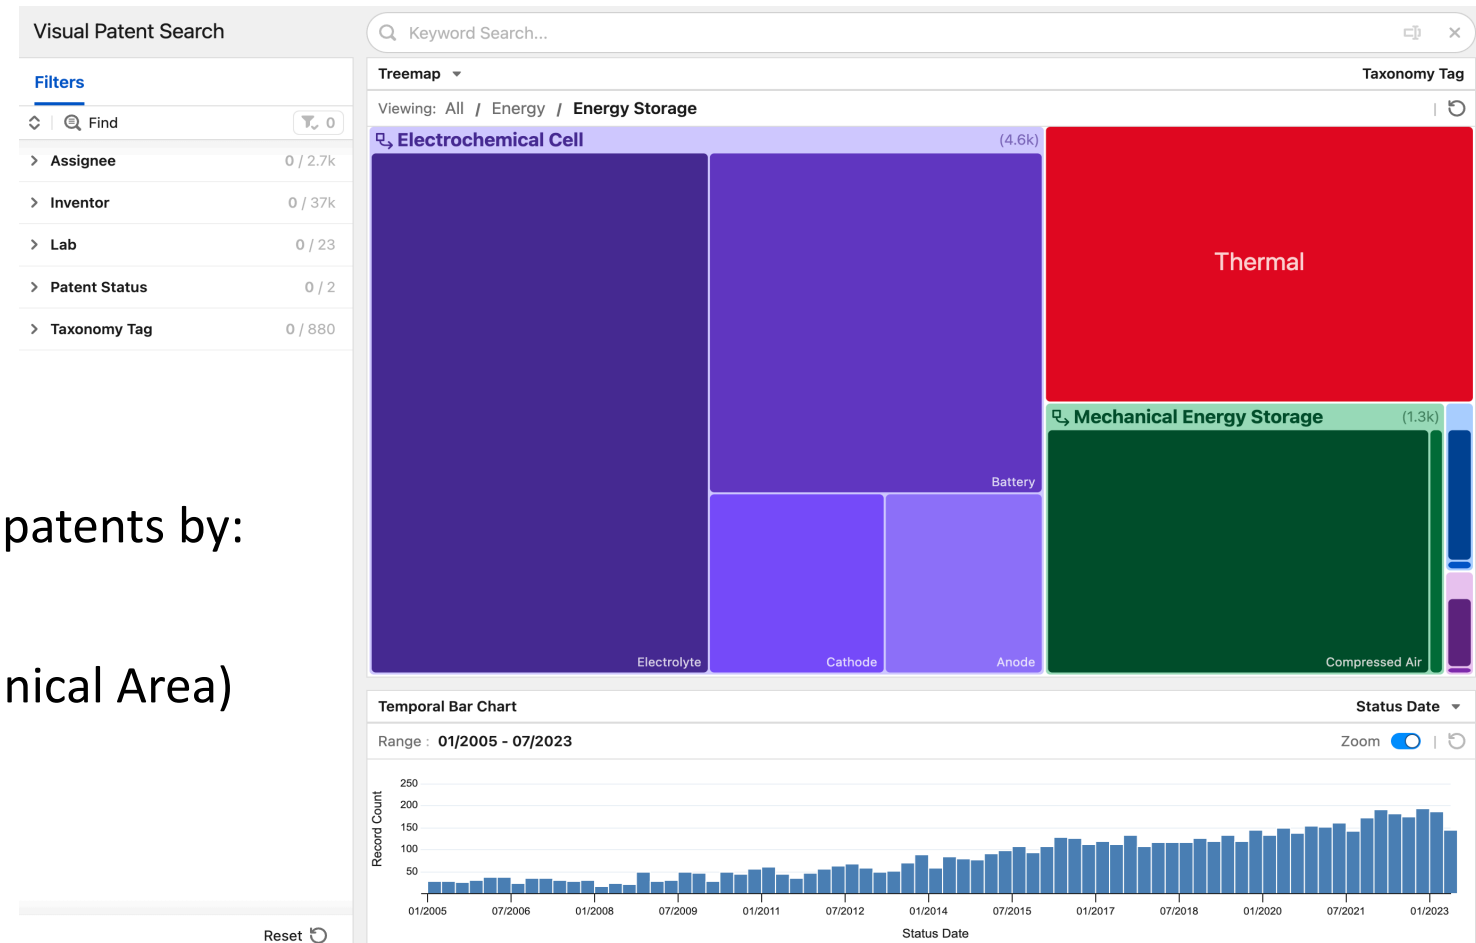 Visual Patent Search
Keyword Search...
Filters
Find
0
Assignee 0 / 2.7k
Inventor 0 / 37k
Lab 0 / 23
Patent Status 0 / 2
Taxonomy Tag 0 / 880
patents by:
nical Area)
Reset
Treemap
Taxonomy Tag
Viewing: All / Energy / Energy Storage
Electrochemical Cell (4.6k)
Electrolyte
Battery
Cathode
Anode
Thermal
Mechanical Energy Storage (1.3k)
Compressed Air
Temporal Bar Chart
Status Date
Range : 01/2005 - 07/2023
Zoom
Record Count
250
200
150
100
50
01/2005 07/2006 01/2008 07/2009 01/2011 07/2012 01/2014 07/2015 01/2017 07/2018 01/2020 07/2021 01/2023
Status Date